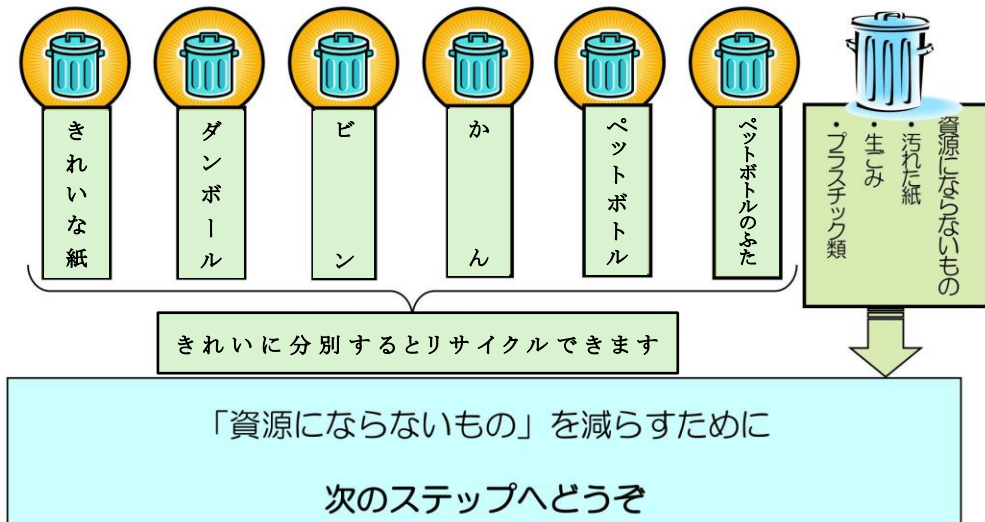 きれいな紙
ダンボール
ビン
かん
ペットボトル
ペットボトルのふた
資源にならないもの
・汚れた紙
・生ごみ
・プラスチック類
きれいに分別するとリサイクルできます
「資源にならないもの」を減らすために
次のステップへどうぞ